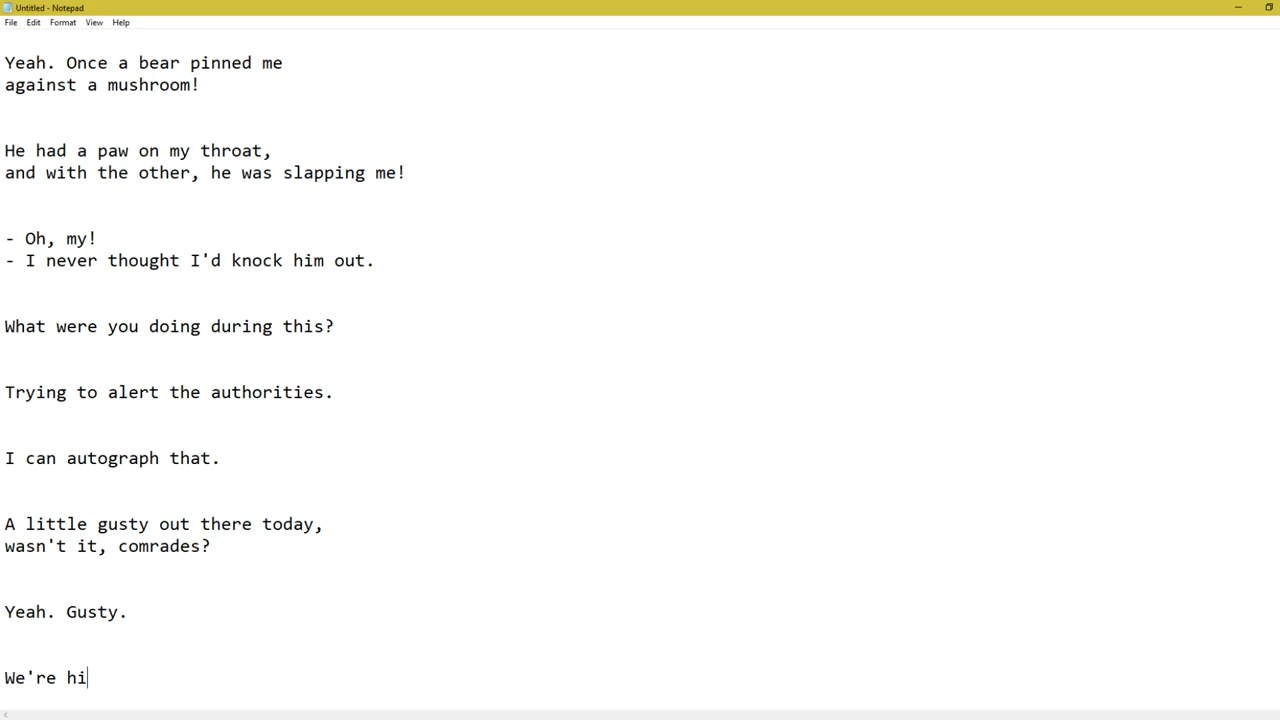 Untitled - Notepad
File Edit Format View Help
Yeah. Once a bear pinned me
against a mushroom!
He had a paw on my throat,
and with the other, he was slapping me!
- Oh, my!
- I never thought I'd knock him out.
What were you doing during this?
Trying to alert the authorities.
I can autograph that.
A little gusty out there today,
wasn't it, comrades?
Yeah. Gusty.
We're hi